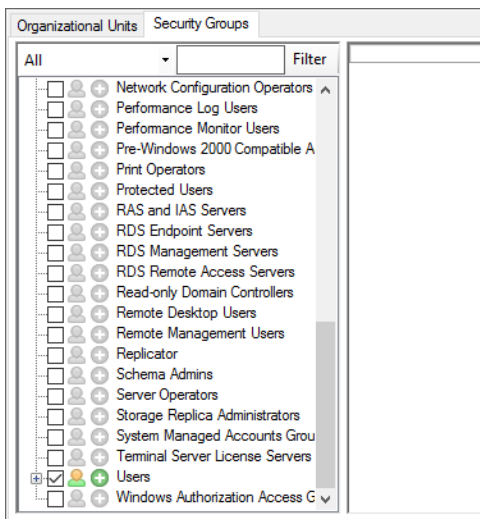 Organizational Units Security Groups
All Filter
Network Configuration Operators
Performance Log Users
Performance Monitor Users
Pre-Windows 2000 Compatible A
Print Operators
Protected Users
RAS and IAS Servers
RDS Endpoint Servers
RDS Management Servers
RDS Remote Access Servers
Read-only Domain Controllers
Remote Desktop Users
Remote Management Users
Replicator
Schema Admins
Server Operators
Storage Replica Administrators
System Managed Accounts Grou
Terminal Server License Servers
Users
Windows Authorization Access G